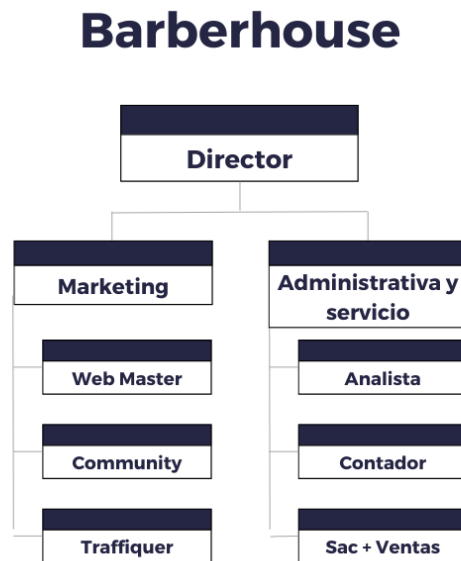 Barberhouse
Director
Marketing
Administrativa y
servicio
Web Master
Analista
Community
Contador
Traffiquer
Sac + Ventas